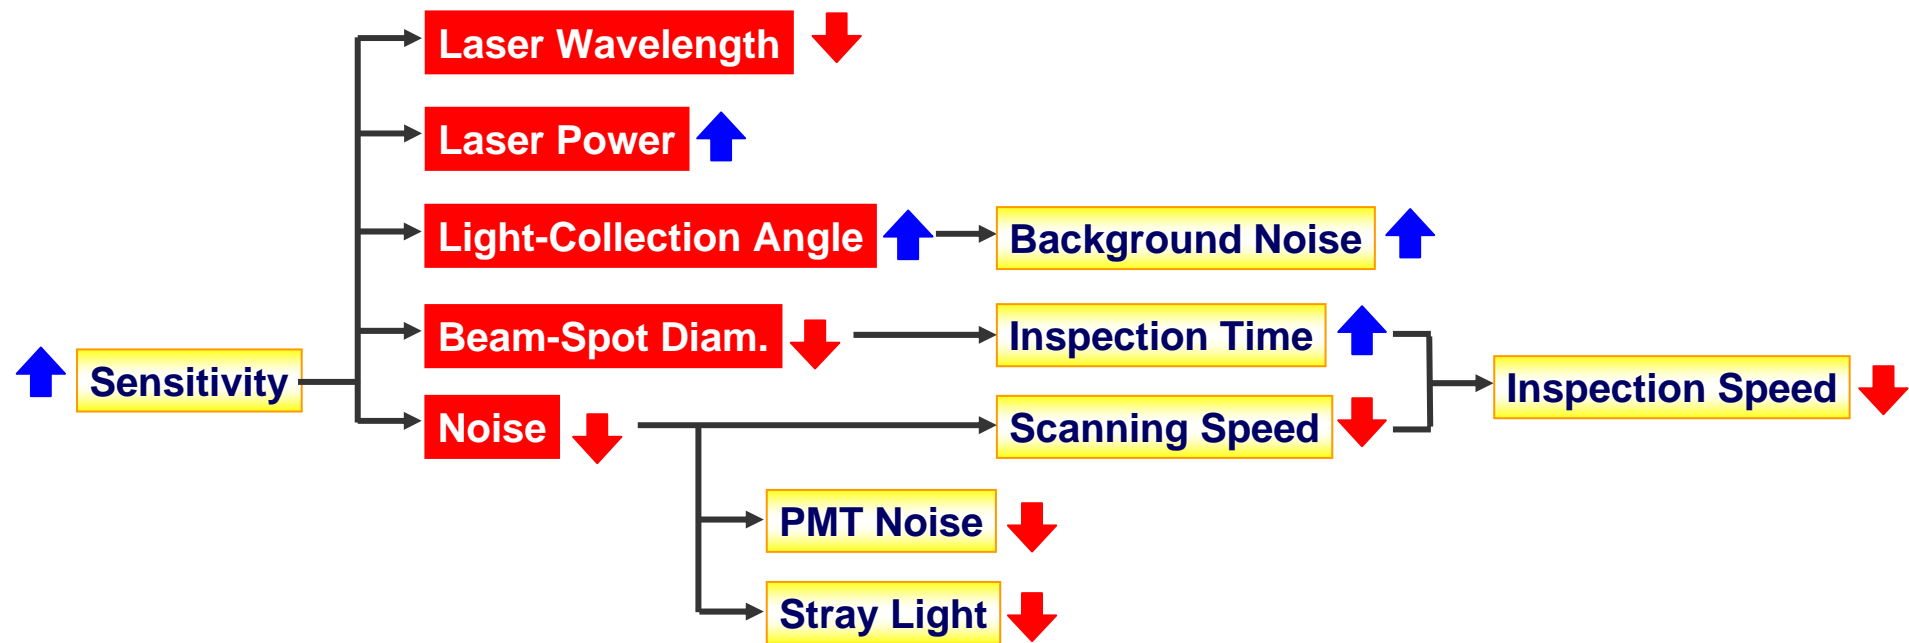 Laser Wavelength
Laser Power
Light-Collection Angle
Background Noise
Beam-Spot Diam.
Inspection Time
Sensitivity
Inspection Speed
Noise
Scanning Speed
PMT Noise
Stray Light